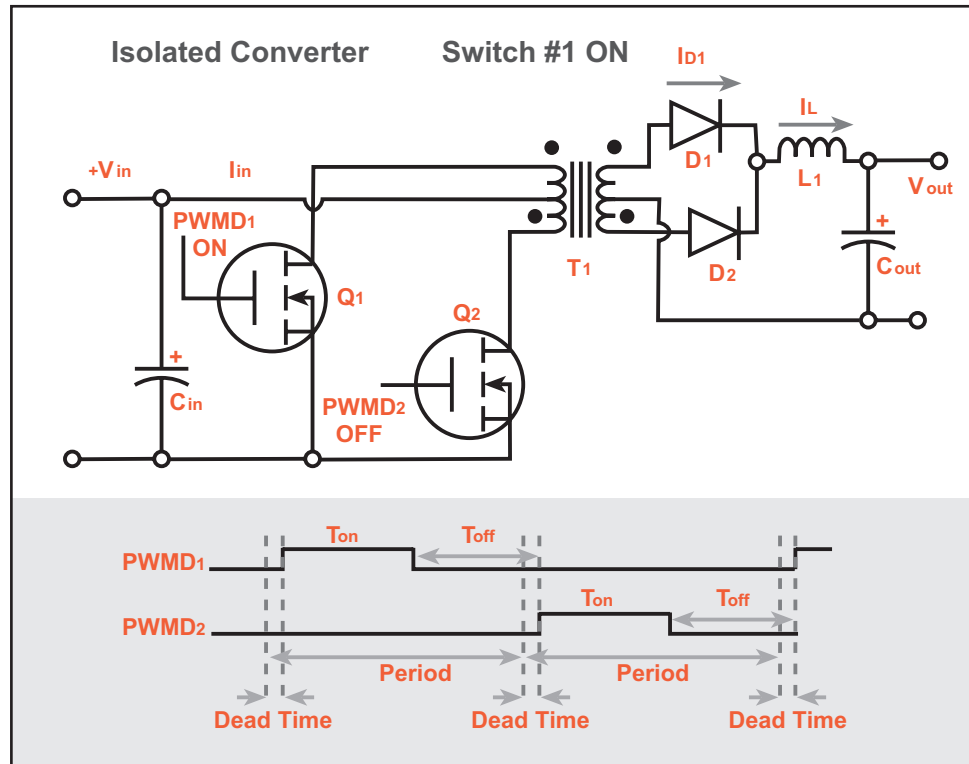 Isolated Converter Switch #1 ON
ID1
IL
D1
L1
+Vin
Iin
Vout
PWMD1
ON
T1
D2
+
Cout
Q1
Q2
+
Cin
PWMD2
OFF
Ton
Toff
PWMD1
Ton
Toff
PWMD2
Period
Period
Dead Time
Dead Time
Dead Time